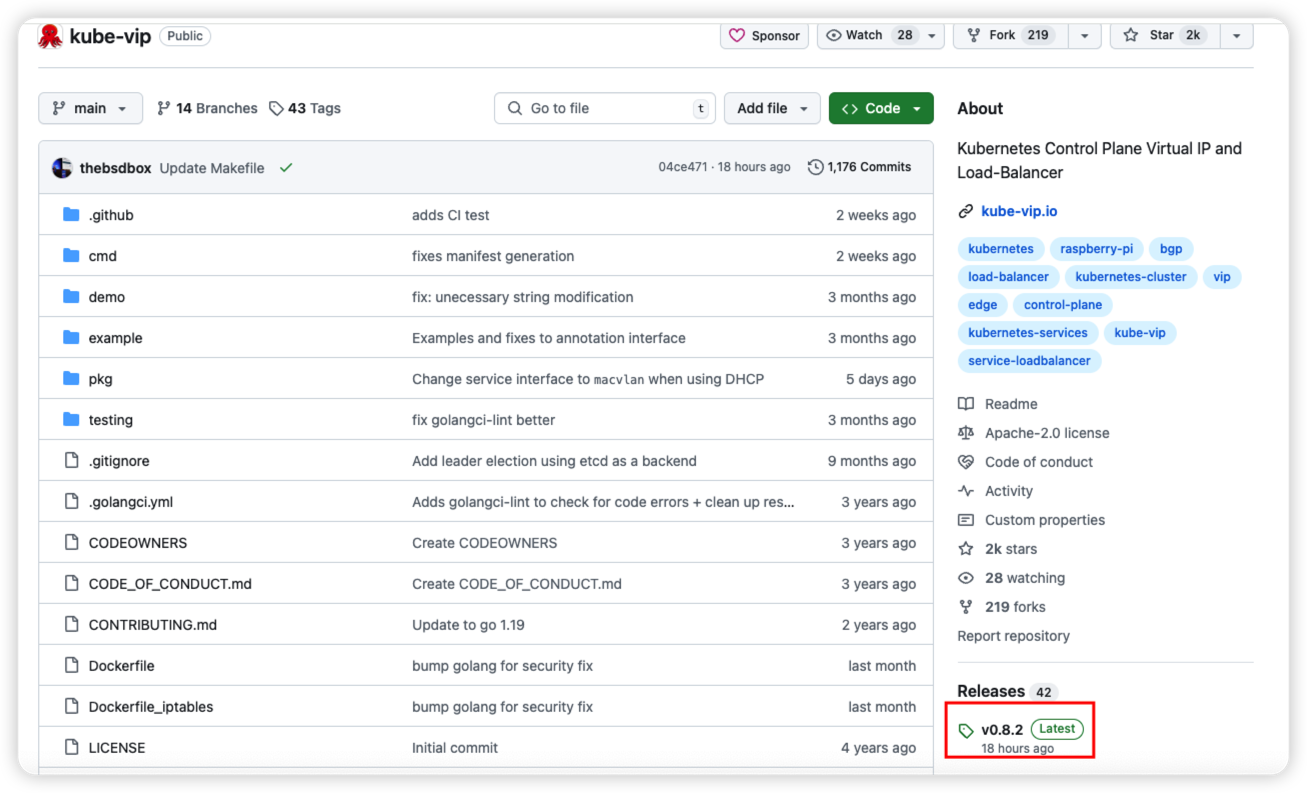 kube-vip Public Sponsor Watch 28 Fork 219 Star 2k
main 14 Branches 43 Tags Go to file t Add file Code
thebsdbox Update Makefile 04ce471 · 18 hours ago 1,176 Commits
.github adds CI test 2 weeks ago
cmd fixes manifest generation 2 weeks ago
demo fix: unecessary string modification 3 months ago
example Examples and fixes to annotation interface 3 months ago
pkg Change service interface to macvlan when using DHCP 5 days ago
testing fix golangci-lint better 3 months ago
.gitignore Add leader election using etcd as a backend 9 months ago
.golangci.yml Adds golangci-lint to check for code errors + clean up res... 3 years ago
CODEOWNERS Create CODEOWNERS 3 years ago
CODE_OF_CONDUCT.md Create CODE_OF_CONDUCT.md 3 years ago
CONTRIBUTING.md Update to go 1.19 2 years ago
Dockerfile bump golang for security fix last month
Dockerfile_iptables bump golang for security fix last month
LICENSE Initial commit 4 years ago
About
Kubernetes Control Plane Virtual IP and
Load-Balancer
kube-vip.io
kubernetes raspberry-pi bgp
load-balancer kubernetes-cluster vip
edge control-plane
kubernetes-services kube-vip
service-loadbalancer
Readme
Apache-2.0 license
Code of conduct
Activity
Custom properties
2k stars
28 watching
219 forks
Report repository
Releases 42
v0.8.2 Latest
18 hours ago